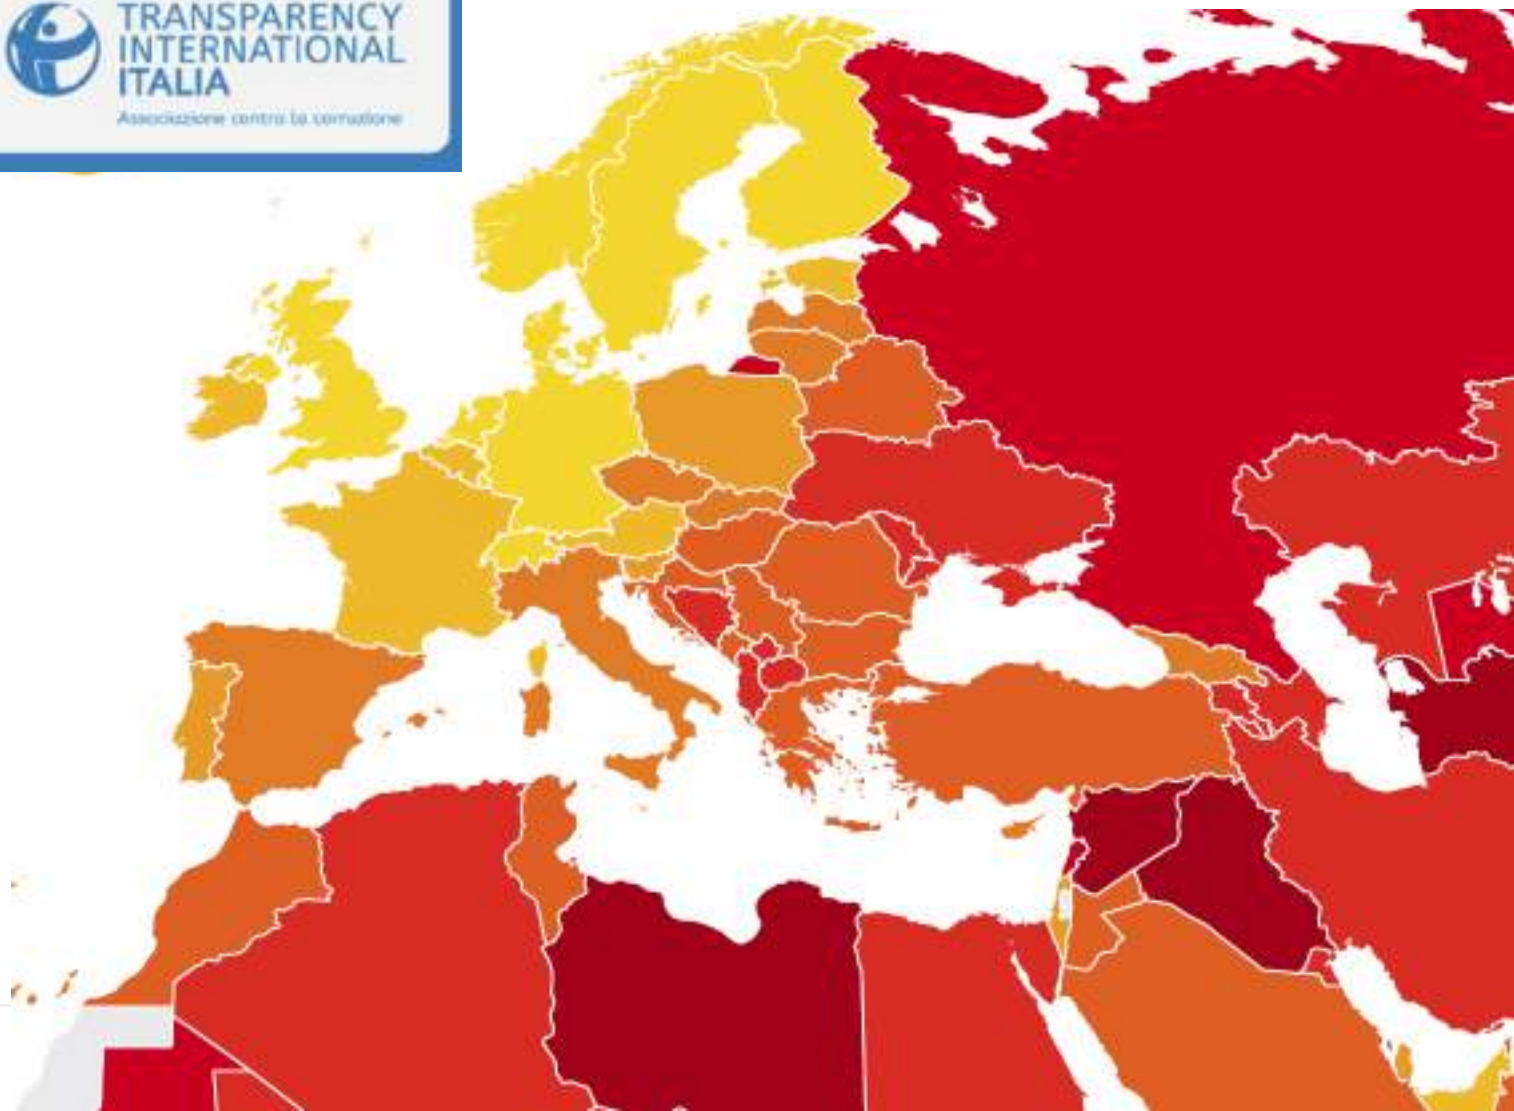 TRANSPARENCY
INTERNATIONAL
ITALIA
Associazione contro la corruzione